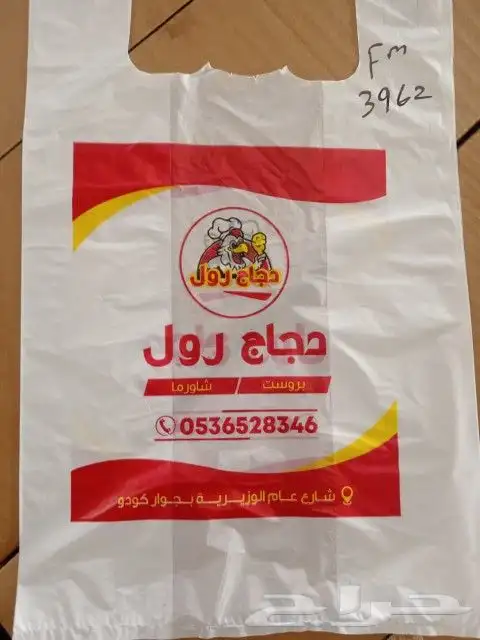 Fm
3962
دجاج رول
دجاج رول
بروست شاورما
0536528346
شارع عام الوزيرية بجوار كودو
حراج